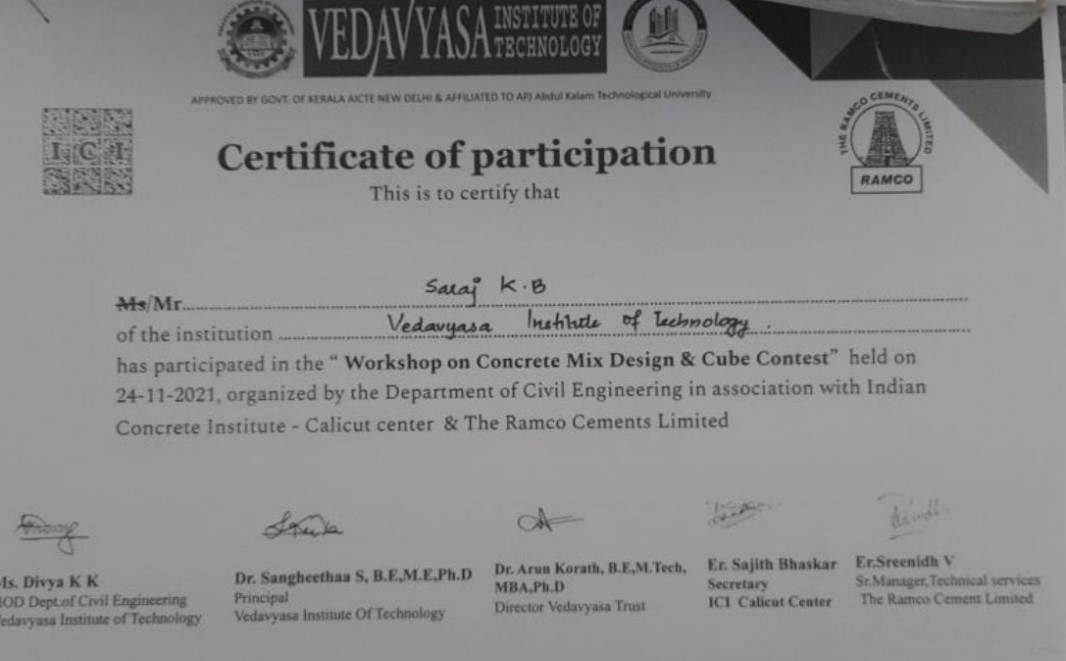 VEDAVYASA INSTITUTE OF TECHNOLOGY
APPROVED BY GOVT. OF KERALA AICTE NEW DELHI & AFFILIATED TO APJ Abdul Kalam Technological University
ICI
THE RAMCO CEMENTS LIMITED
RAMCO
Certificate of participation
This is to certify that
Ms/Mr. Saraj K.B
of the institution Vedavyasa Institute of Technology.
has participated in the “ Workshop on Concrete Mix Design & Cube Contest” held on
24-11-2021, organized by the Department of Civil Engineering in association with Indian
Concrete Institute - Calicut center & The Ramco Cements Limited
Ms. Divya K K
HOD Dept.of Civil Engineering
Vedavyasa Institute of Technology
Dr. Sangheethaa S, B.E,M.E,Ph.D
Principal
Vedavyasa Institute Of Technology
Dr. Arun Korath, B.E,M.Tech,
MBA,Ph.D
Director Vedavyasa Trust
Er. Sajith Bhaskar
Secretary
ICI Calicut Center
Er.Sreenidh V
Sr.Manager,Technical services
The Ramco Cement Limited